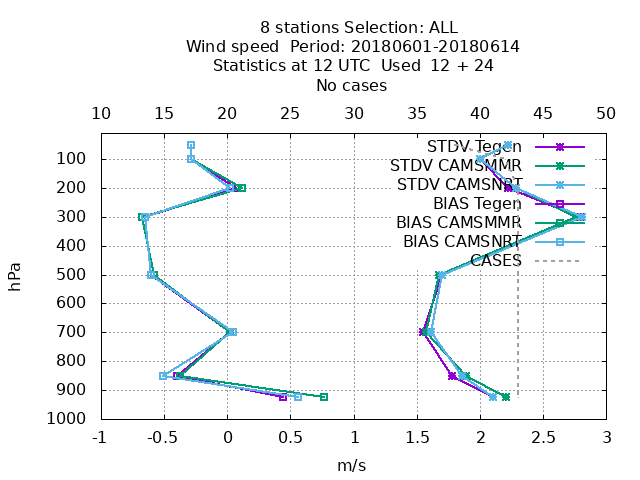 8 stations Selection: ALL
Wind speed  Period: 20180601-20180614
Statistics at 12 UTC  Used  12 + 24
No cases
10 15 20 25 30 35 40 45 50
STDV Tegen
100
STDV CAMSMMR
STDV CAMSNRT
200
BIAS Tegen
300
BIAS CAMSMMR
400
BIAS CAMSNRT
CASES
hPa
500
600
700
800
900
1000
-1 -0.5 0 0.5 1 1.5 2 2.5 3
m/s